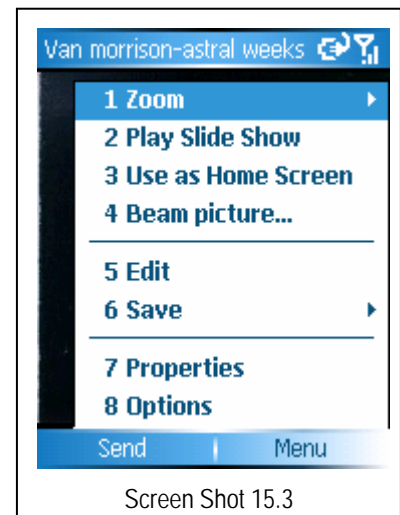 Van morrison-astral weeks
1 Zoom
2 Play Slide Show
3 Use as Home Screen
4 Beam picture...
5 Edit
6 Save
7 Properties
8 Options
Send Menu
Screen Shot 15.3